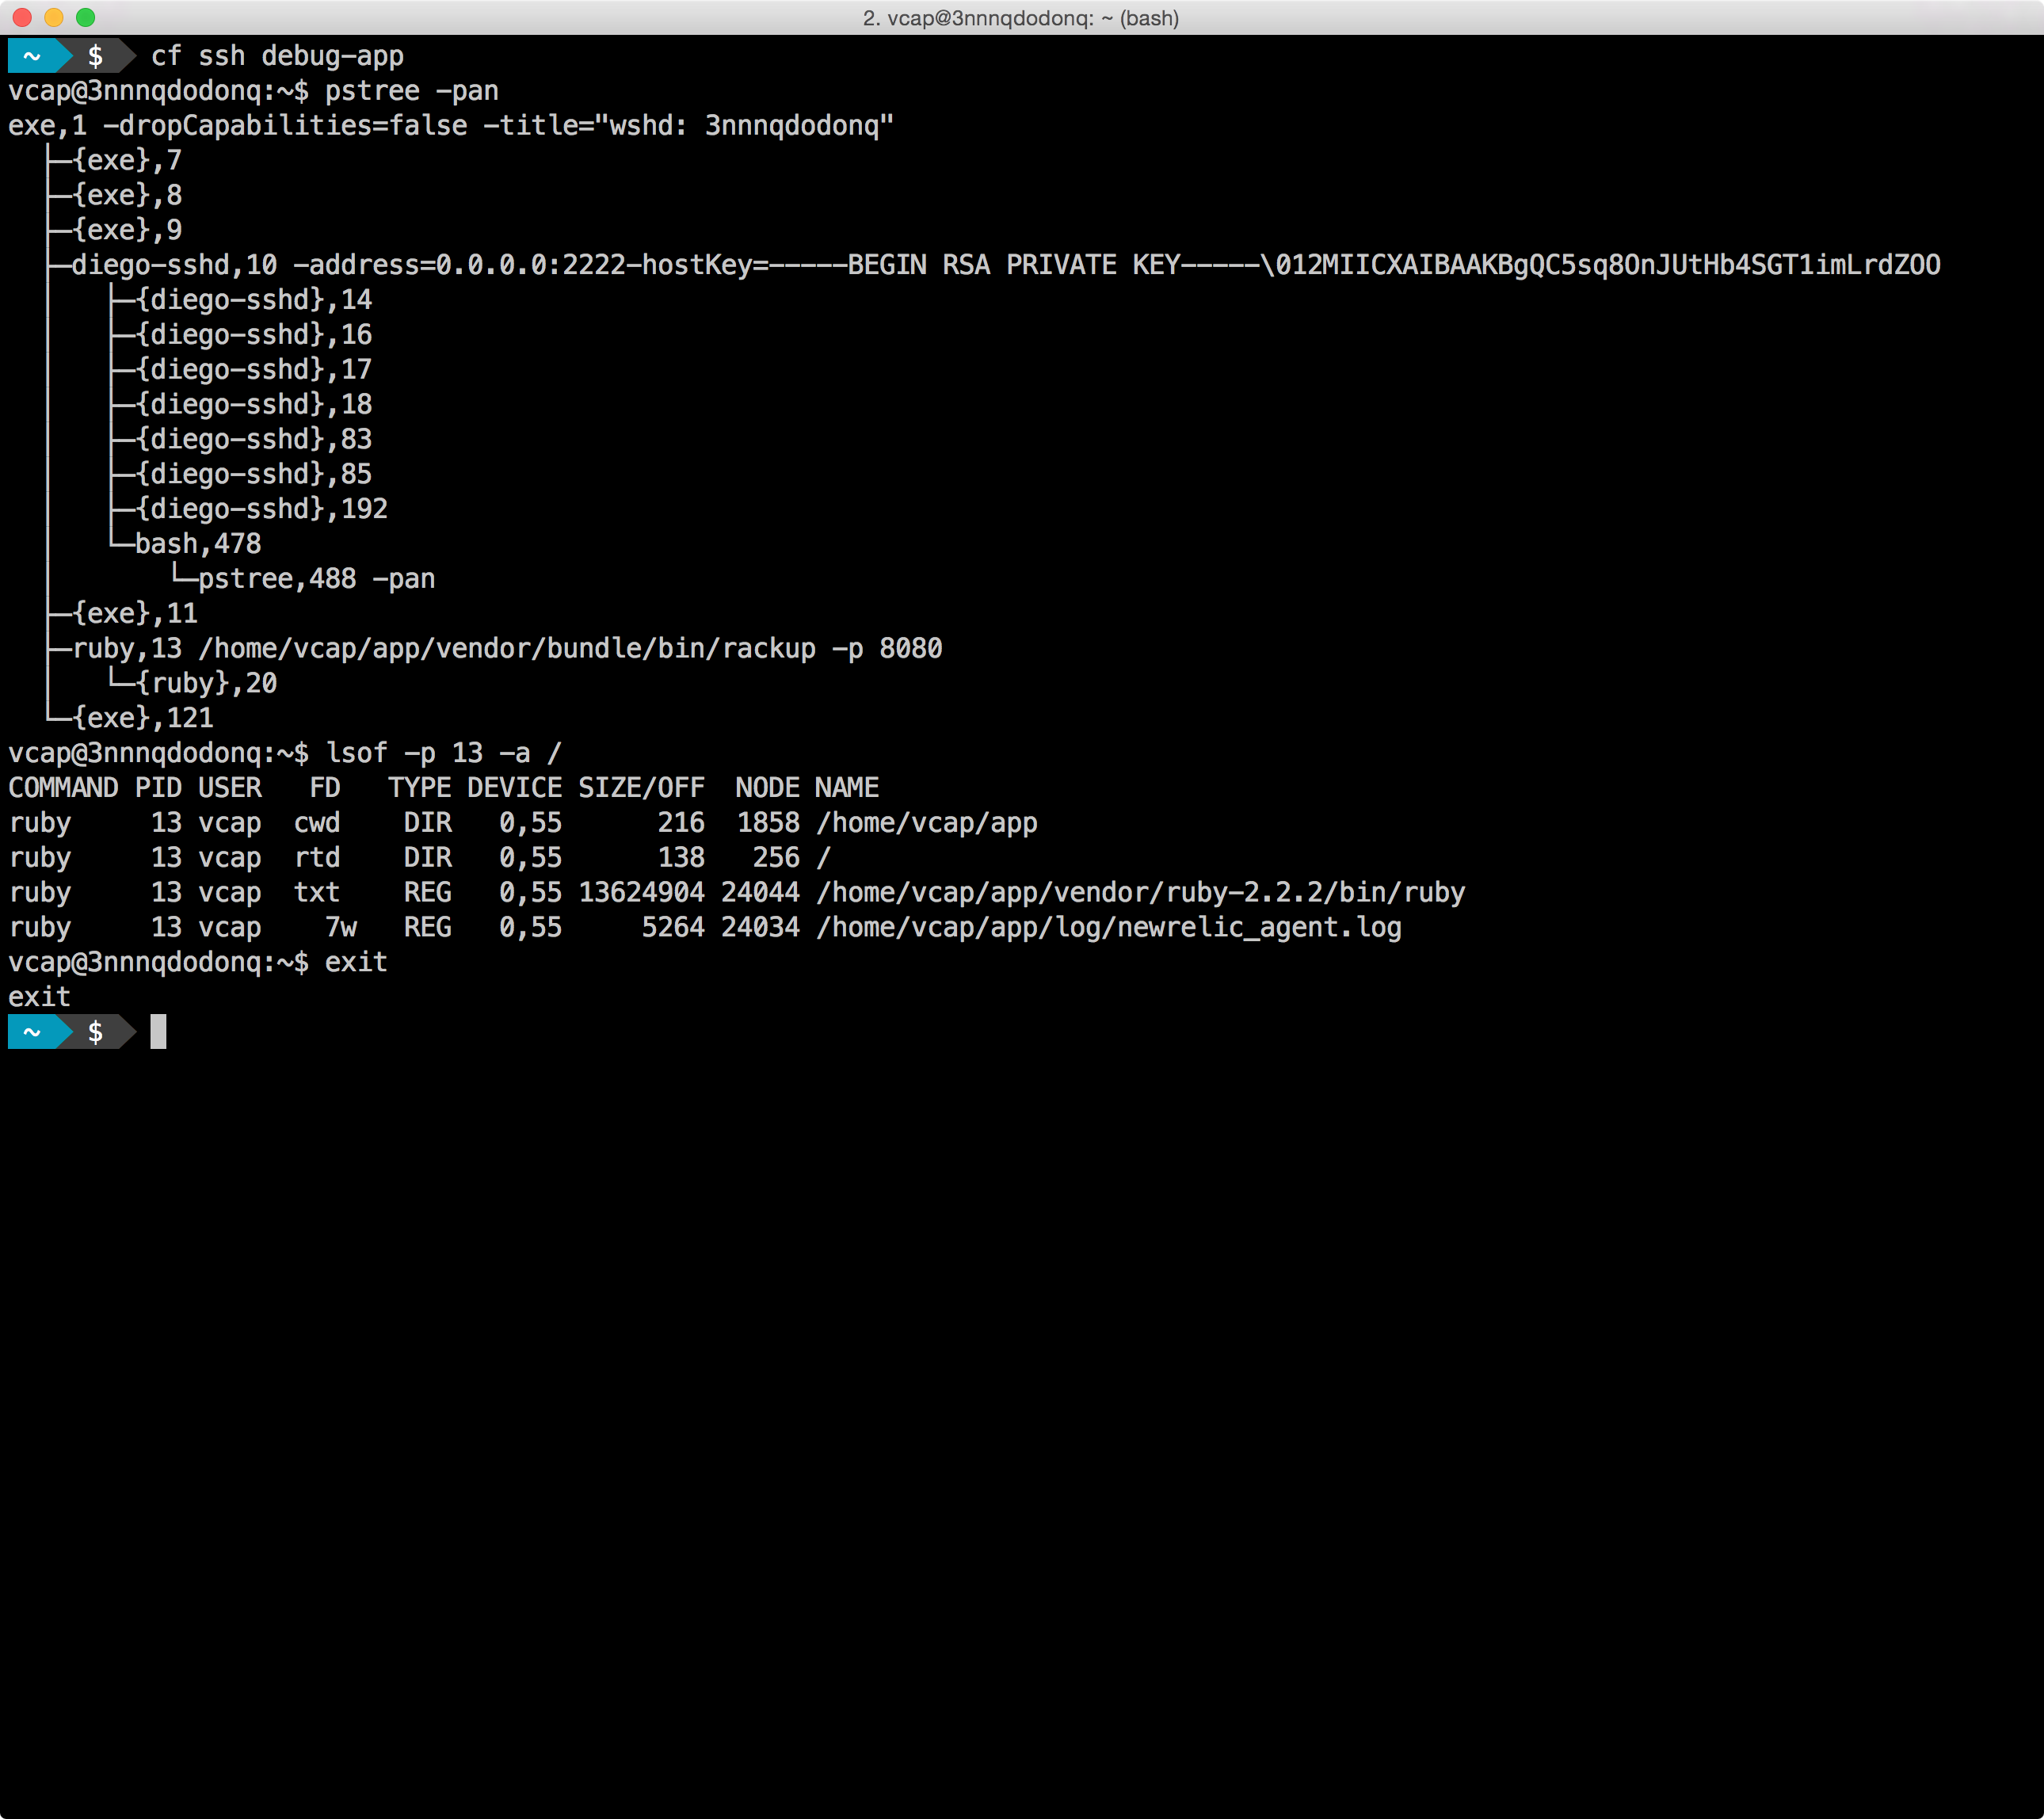 2. vcap@3nnnqdodonq: ~ (bash)
~ $ cf ssh debug-app
vcap@3nnnqdodonq:~$ pstree -pan
exe,1 -dropCapabilities=false -title="wshd: 3nnnqdodonq"
  ├─{exe},7
  ├─{exe},8
  ├─{exe},9
  ├─diego-sshd,10 -address=0.0.0.0:2222-hostKey=-----BEGIN RSA PRIVATE KEY-----\012MIICXAIBAAKBgQC5sq8OnJUtHb4SGT1imLrdZOO
  │   ├─{diego-sshd},14
  │   ├─{diego-sshd},16
  │   ├─{diego-sshd},17
  │   ├─{diego-sshd},18
  │   ├─{diego-sshd},83
  │   ├─{diego-sshd},85
  │   ├─{diego-sshd},192
  │   └─bash,478
  │       └─pstree,488 -pan
  ├─{exe},11
  ├─ruby,13 /home/vcap/app/vendor/bundle/bin/rackup -p 8080
  │   └─{ruby},20
  └─{exe},121
vcap@3nnnqdodonq:~$ lsof -p 13 -a /
COMMAND PID USER   FD   TYPE DEVICE SIZE/OFF  NODE NAME
ruby     13 vcap  cwd    DIR   0,55      216  1858 /home/vcap/app
ruby     13 vcap  rtd    DIR   0,55      138   256 /
ruby     13 vcap  txt    REG   0,55 13624904 24044 /home/vcap/app/vendor/ruby-2.2.2/bin/ruby
ruby     13 vcap    7w   REG   0,55     5264 24034 /home/vcap/app/log/newrelic_agent.log
vcap@3nnnqdodonq:~$ exit
exit
~ $